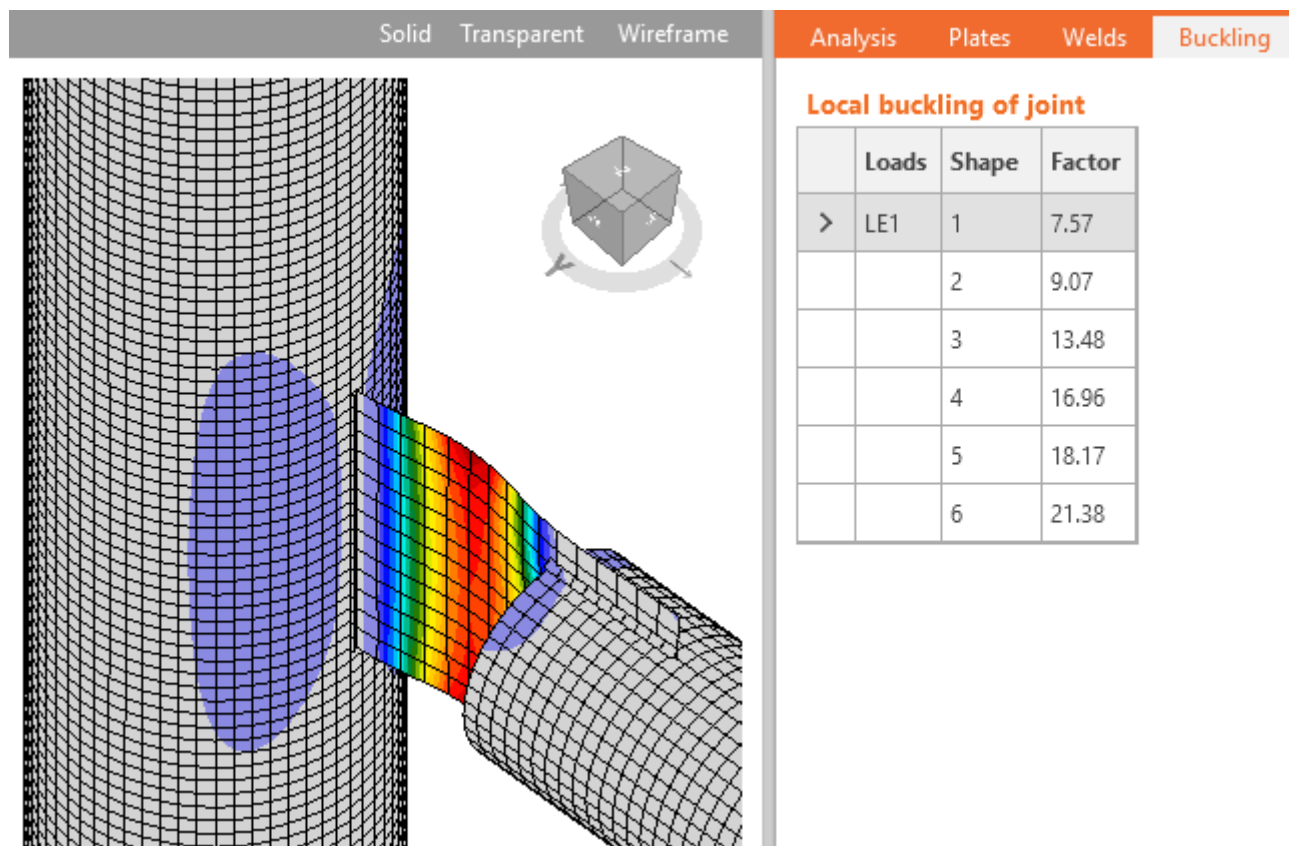 Solid Transparent Wireframe
Analysis Plates Welds Buckling
Local buckling of joint
Loads Shape Factor
> LE1 1 7.57
2 9.07
3 13.48
4 16.96
5 18.17
6 21.38
Y